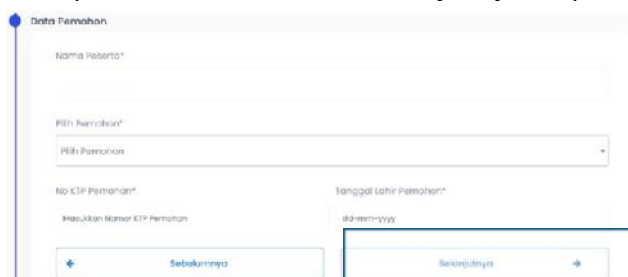 Data Pemohon
Nama Peserta*
Pilih Pemohon*
Pilih Pemohon
No KTP Pemohon* Tanggal Lahir Pemohon*
Masukkan Nomor KTP Pemohon dd-mm-yyyy
Sebelumnya Selanjutnya